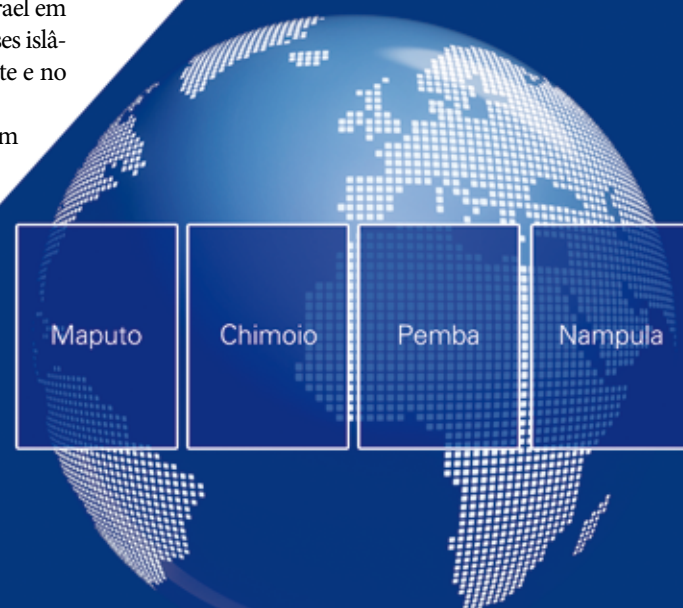 rael em
ses islâ-
te e no
m
Maputo
Chimoio
Pemba
Nampula